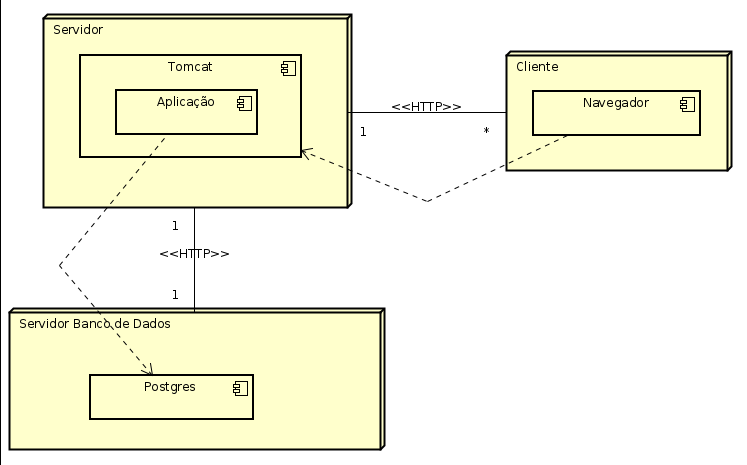 Servidor
Tomcat
Aplicação
<<HTTP>>
1
*
Cliente
Navegador
1
<<HTTP>>
1
Servidor Banco de Dados
Postgres